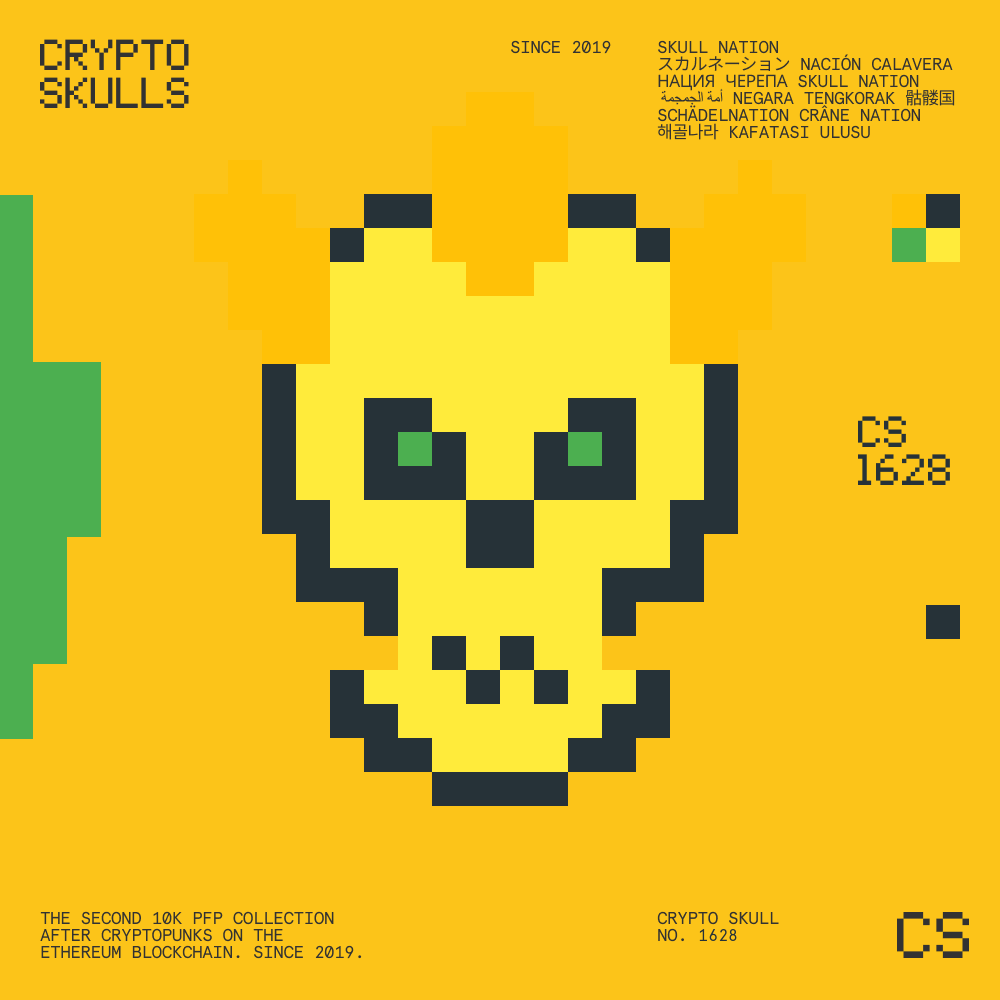 CRYPTO
SKULLS
SINCE 2019
SKULL NATION
スカルネーション NACIÓN CALAVERA
НАЦИЯ ЧЕРЕПА SKULL NATION
أمة الجمجمة NEGARA TENGKORAK 骷髅国
SCHÄDELNATION CRÂNE NATION
해골나라 KAFATASI ULUSU
CS
1628
THE SECOND 10K PFP COLLECTION
AFTER CRYPTOPUNKS ON THE
ETHEREUM BLOCKCHAIN. SINCE 2019.
CRYPTO SKULL
NO. 1628
CS